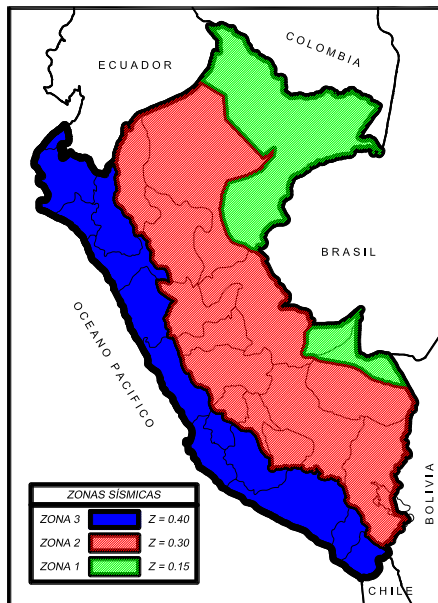 COLOMBIA
ECUADOR
BRASIL
OCEANO PACIFICO
BOLIVIA
CHILE
ZONAS SÍSMICAS
ZONA 3 Z = 0.40
ZONA 2 Z = 0.30
ZONA 1 Z = 0.15